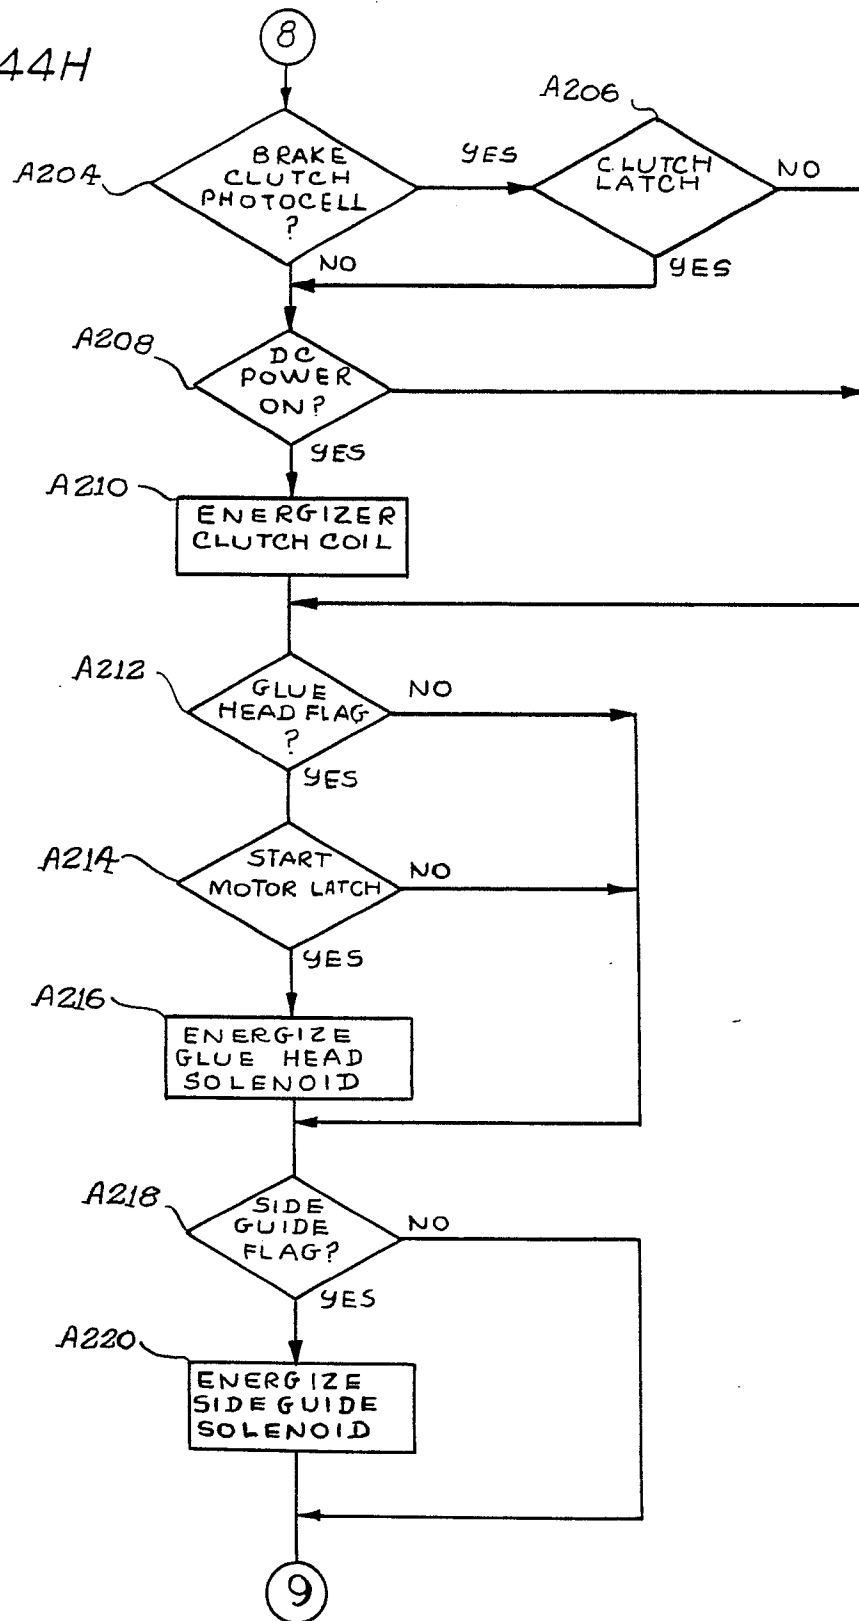 44H
8
A204
BRAKE
CLUTCH
PHOTOCELL
?
YES
NO
A206
CLUTCH
LATCH
NO
YES
A208
DC
POWER
ON?
YES
A210
ENERGIZER
CLUTCH COIL
A212
GLUE
HEAD FLAG
?
NO
YES
A214
START
MOTOR LATCH
NO
YES
A216
ENERGIZE
GLUE HEAD
SOLENOID
A218
SIDE
GUIDE
FLAG?
NO
YES
A220
ENERGIZE
SIDE GUIDE
SOLENOID
9